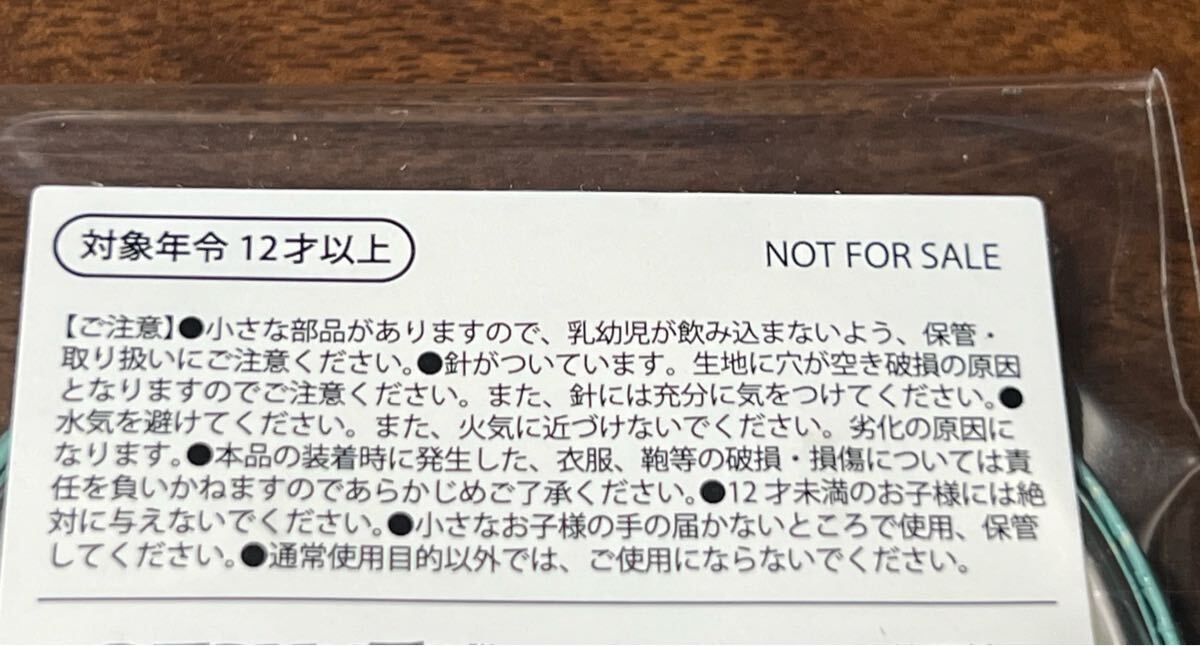 対象年令 12才以上
NOT FOR SALE
【ご注意】●小さな部品がありますので、乳幼児が飲み込まないよう、保管・
取り扱いにご注意ください。●針がついています。生地に穴が空き破損の原因
となりますのでご注意ください。また、針には充分に気をつけてください。●
水気を避けてください。また、火気に近づけないでください。劣化の原因に
なります。●本品の装着時に発生した、衣服、鞄等の破損・損傷については責
任を負いかねますのであらかじめご了承ください。●12才未満のお子様には絶
対に与えないでください。●小さなお子様の手の届かないところで使用、保管
してください。●通常使用目的以外では、ご使用にならないでください。